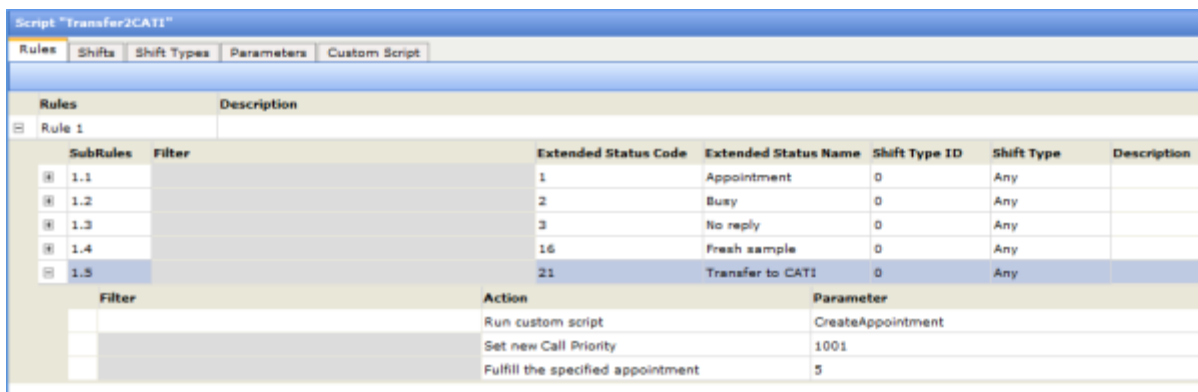 Script "Transfer2CATI"
Rules Shifts Shift Types Parameters Custom Script
Rules Description
Rule 1
SubRules Filter Extended Status Code Extended Status Name Shift Type ID Shift Type Description
1.1 1 Appointment 0 Any
1.2 2 Busy 0 Any
1.3 3 No reply 0 Any
1.4 16 Fresh sample 0 Any
1.5 21 Transfer to CATI 0 Any
Filter Action Parameter
Run custom script CreateAppointment
Set new Call Priority 1001
Fulfill the specified appointment 5